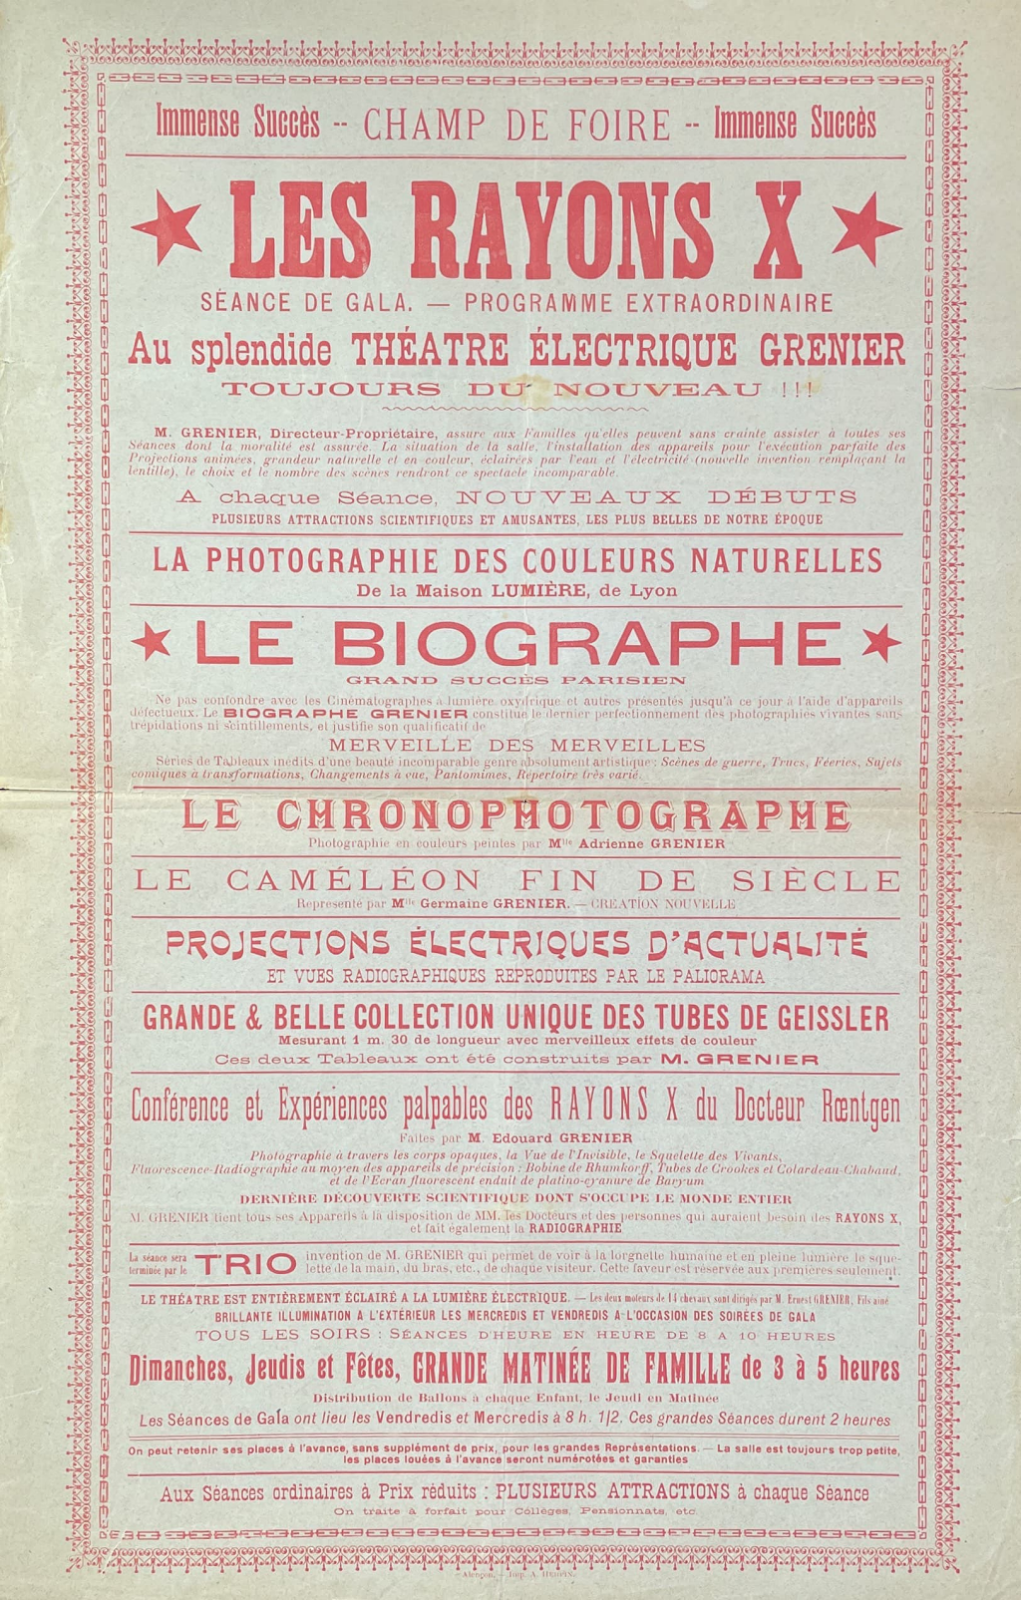 Immense Succès -- CHAMP DE FOIRE -- Immense Succès
LES RAYONS X
SÉANCE DE GALA. — PROGRAMME EXTRAORDINAIRE
Au splendide THÉATRE ÉLECTRIQUE GRENIER
TOUJOURS DU NOUVEAU !!!
M. GRENIER, Directeur-Propriétaire, assure aux Familles qu'elles peuvent sans crainte assister à toutes ses
Séances dont la moralité est assurée. La situation de la salle, l'installation des appareils pour l'exécution parfaite des
Projections animées, grandeur naturelle et en couleur, éclairées par l'eau et l'électricité (nouvelle invention remplaçant la
lentille), le choix et le nombre des scènes rendront ce spectacle incomparable.
A chaque Séance, NOUVEAUX DÉBUTS
PLUSIEURS ATTRACTIONS SCIENTIFIQUES ET AMUSANTES, LES PLUS BELLES DE NOTRE ÉPOQUE
LA PHOTOGRAPHIE DES COULEURS NATURELLES
De la Maison LUMIÈRE, de Lyon
LE BIOGRAPHE
GRAND SUCCÈS PARISIEN
Ne pas confondre avec les Cinématographes à lumière oxydrique et autres présentés jusqu'à ce jour à l'aide d'appareils
défectueux. Le BIOGRAPHE GRENIER constitue le dernier perfectionnement des photographies vivantes sans
trépidations ni scintillements, et justifie son qualificatif de
MERVEILLE DES MERVEILLES
Séries de Tableaux inédits d'une beauté incomparable genre absolument artistique : Scènes de guerre, Trucs, Féeries, Sujets
comiques à transformations, Changements à vue, Pantomimes, Répertoire très varié.
LE CHRONOPHOTOGRAPHE
Photographie en couleurs peintes par Mlle Adrienne GRENIER
LE CAMÉLÉON FIN DE SIÈCLE
Représenté par Mlle Germaine GRENIER. — CRÉATION NOUVELLE
PROJECTIONS ÉLECTRIQUES D'ACTUALITÉ
ET VUES RADIOGRAPHIQUES REPRODUITES PAR LE PALIORAMA
GRANDE & BELLE COLLECTION UNIQUE DES TUBES DE GEISSLER
Mesurant 1 m. 30 de longueur avec merveilleux effets de couleur
Ces deux Tableaux ont été construits par M. GRENIER
Conférence et Expériences palpables des RAYONS X du Docteur Rœntgen
Faites par M. Edouard GRENIER
Photographie à travers les corps opaques, la Vue de l'Invisible, le Squelette des Vivants,
Fluorescence-Radiographie au moyen des appareils de précision : Bobine de Rhumkorff, Tubes de Crookes et Colardeau-Chabaud,
et de l'Ecran fluorescent enduit de platino-cyanure de Baryum
DERNIÈRE DÉCOUVERTE SCIENTIFIQUE DONT S'OCCUPE LE MONDE ENTIER
M. GRENIER tient tous ses Appareils à la disposition de MM. les Docteurs et des personnes qui auraient besoin des RAYONS X,
et fait également la RADIOGRAPHIE
La séance sera
terminée par le TRIO invention de M. GRENIER qui permet de voir à la lorgnette humaine et en pleine lumière le sque-
lette de la main, du bras, etc., de chaque visiteur. Cette faveur est réservée aux premières seulement.
LE THÉATRE EST ENTIÈREMENT ÉCLAIRÉ A LA LUMIÈRE ÉLECTRIQUE. — Les deux moteurs de 14 chevaux sont dirigés par M. Ernest GRENIER, Fils aîné
BRILLANTE ILLUMINATION A L'EXTÉRIEUR LES MERCREDIS ET VENDREDIS A L'OCCASION DES SOIRÉES DE GALA
TOUS LES SOIRS : SÉANCES D'HEURE EN HEURE DE 8 A 10 HEURES
Dimanches, Jeudis et Fêtes, GRANDE MATINÉE DE FAMILLE de 3 à 5 heures
Distribution de Ballons à chaque Enfant, le Jeudi en Matinée
Les Séances de Gala ont lieu les Vendredis et Mercredis à 8 h. 1/2. Ces grandes Séances durent 2 heures
On peut retenir ses places à l'avance, sans supplément de prix, pour les grandes Représentations. — La salle est toujours trop petite,
les places louées à l'avance seront numérotées et garanties
Aux Séances ordinaires à Prix réduits : PLUSIEURS ATTRACTIONS à chaque Séance
On traite à forfait pour Collèges, Pensionnats, etc.
Alençon. — Imp. A.